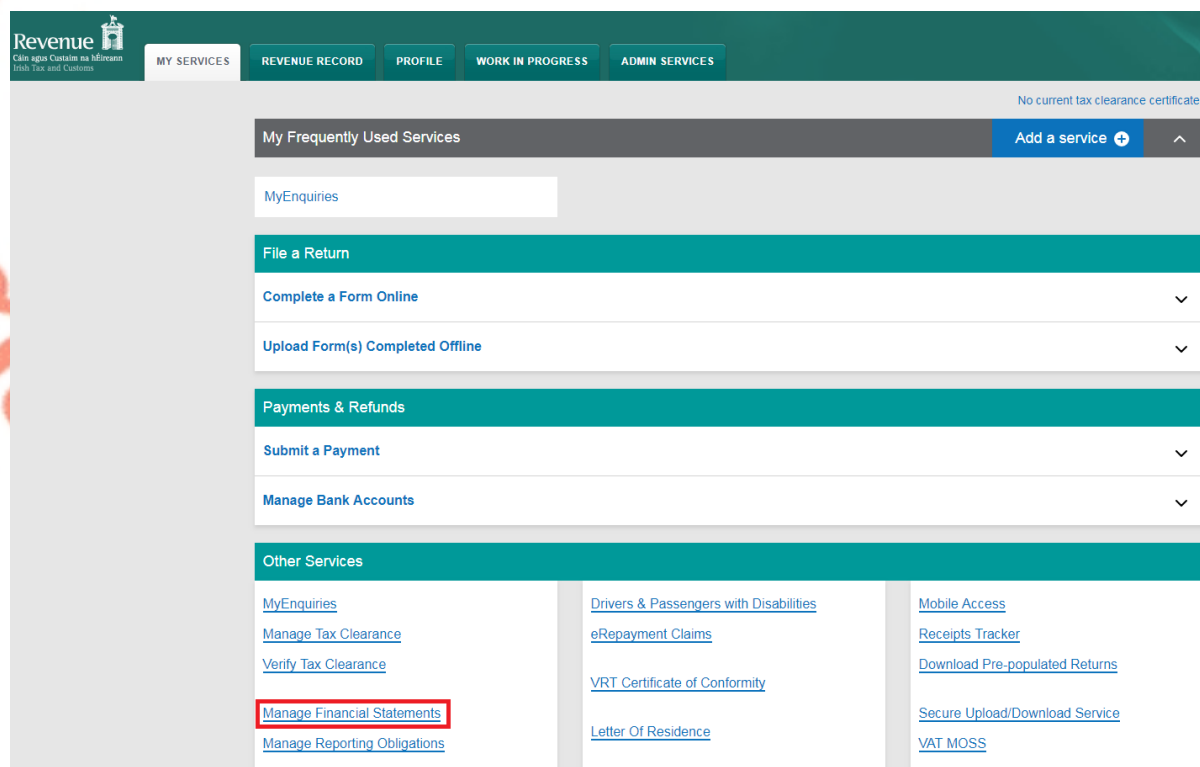 Revenue
Cáin agus Custaim na hÉireann
Irish Tax and Customs
MY SERVICES
REVENUE RECORD
PROFILE
WORK IN PROGRESS
ADMIN SERVICES
No current tax clearance certificate
My Frequently Used Services
Add a service
MyEnquiries
File a Return
Complete a Form Online
Upload Form(s) Completed Offline
Payments & Refunds
Submit a Payment
Manage Bank Accounts
Other Services
MyEnquiries
Manage Tax Clearance
Verify Tax Clearance
Manage Financial Statements
Manage Reporting Obligations
Drivers & Passengers with Disabilities
eRepayment Claims
VRT Certificate of Conformity
Letter Of Residence
Mobile Access
Receipts Tracker
Download Pre-populated Returns
Secure Upload/Download Service
VAT MOSS